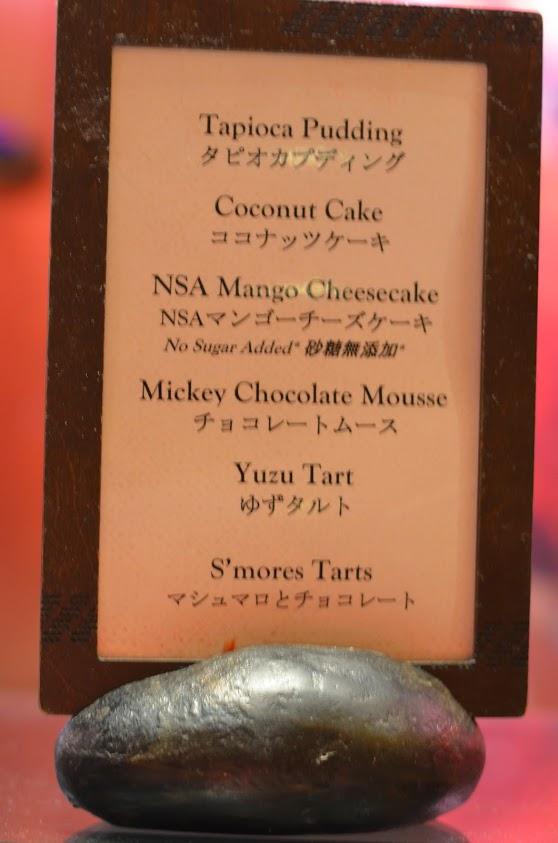 Tapioca Pudding
タピオカプディング
Coconut Cake
ココナッツケーキ
NSA Mango Cheesecake
NSAマンゴーチーズケーキ
No Sugar Added* 砂糖無添加*
Mickey Chocolate Mousse
チョコレートムース
Yuzu Tart
ゆずタルト
S'mores Tarts
マシュマロとチョコレート